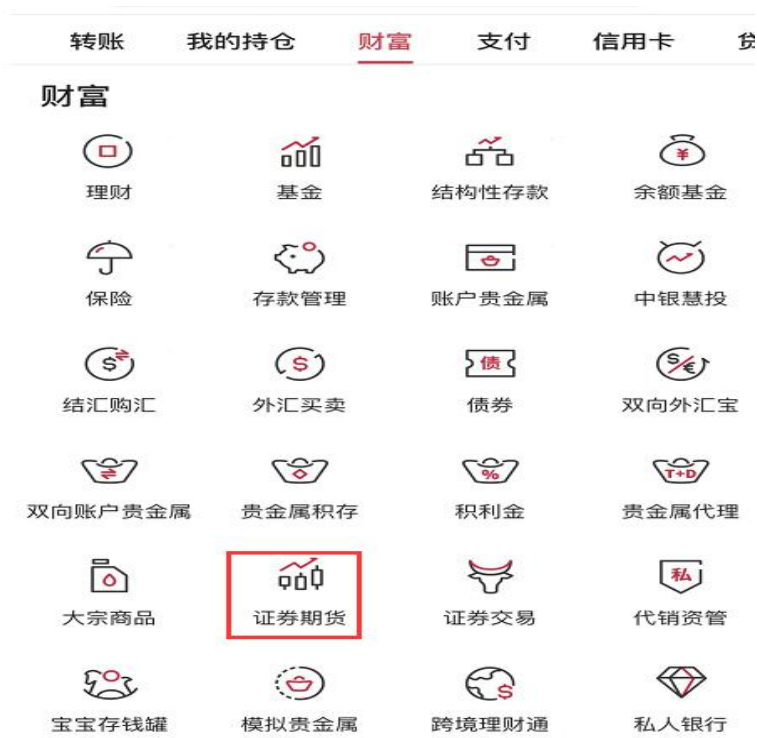 转账 我的持仓 财富 支付 信用卡
财富
理财 基金 结构性存款 余额基金
保险 存款管理 账户贵金属 中银慧投
$ $ 债 $/€
结汇购汇 外汇买卖 债券 双向外汇宝
% T+D
双向账户贵金属 贵金属积存 积利金 贵金属代理
私
大宗商品 证券期货 证券交易 代销资管
$
宝宝存钱罐 模拟贵金属 跨境理财通 私人银行